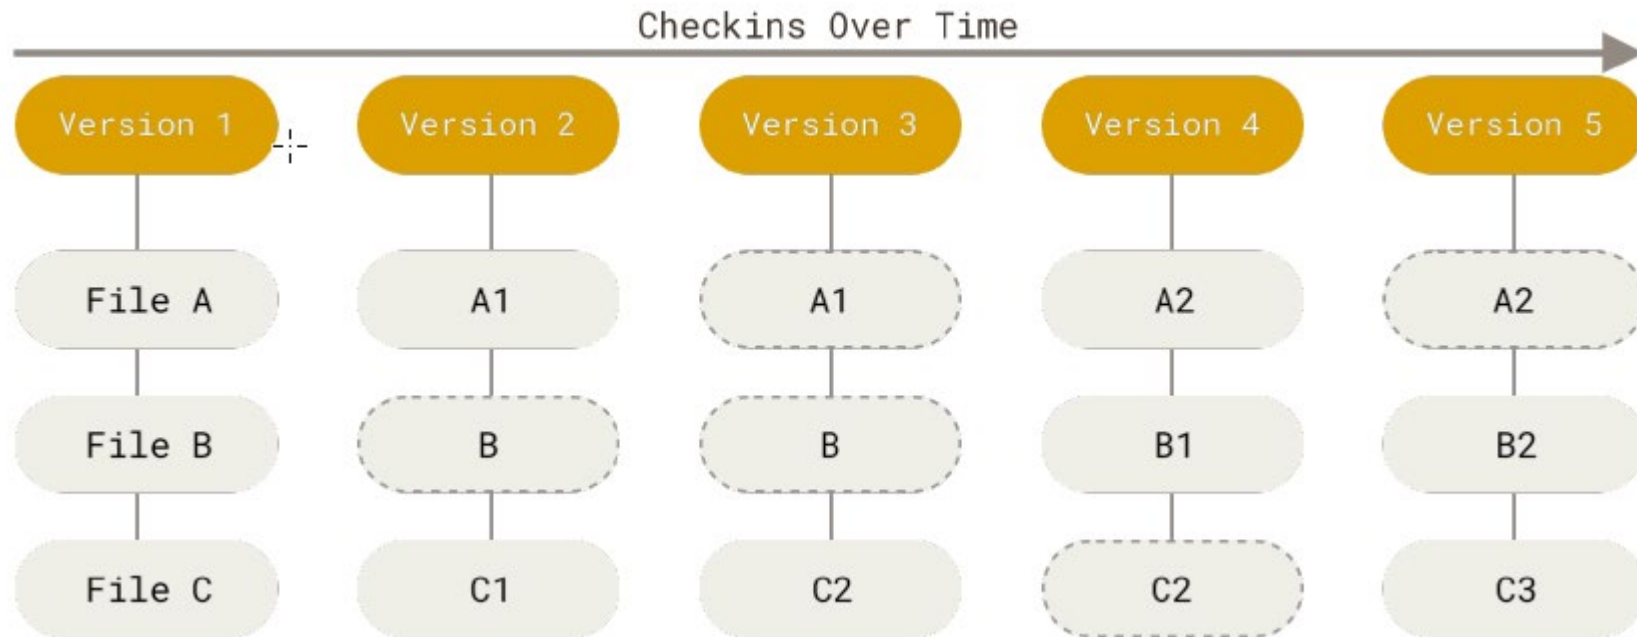 Checkins Over Time
Version 1 Version 2 Version 3 Version 4 Version 5
File A A1 A1 A2 A2
File B B B B1 B2
File C C1 C2 C2 C3